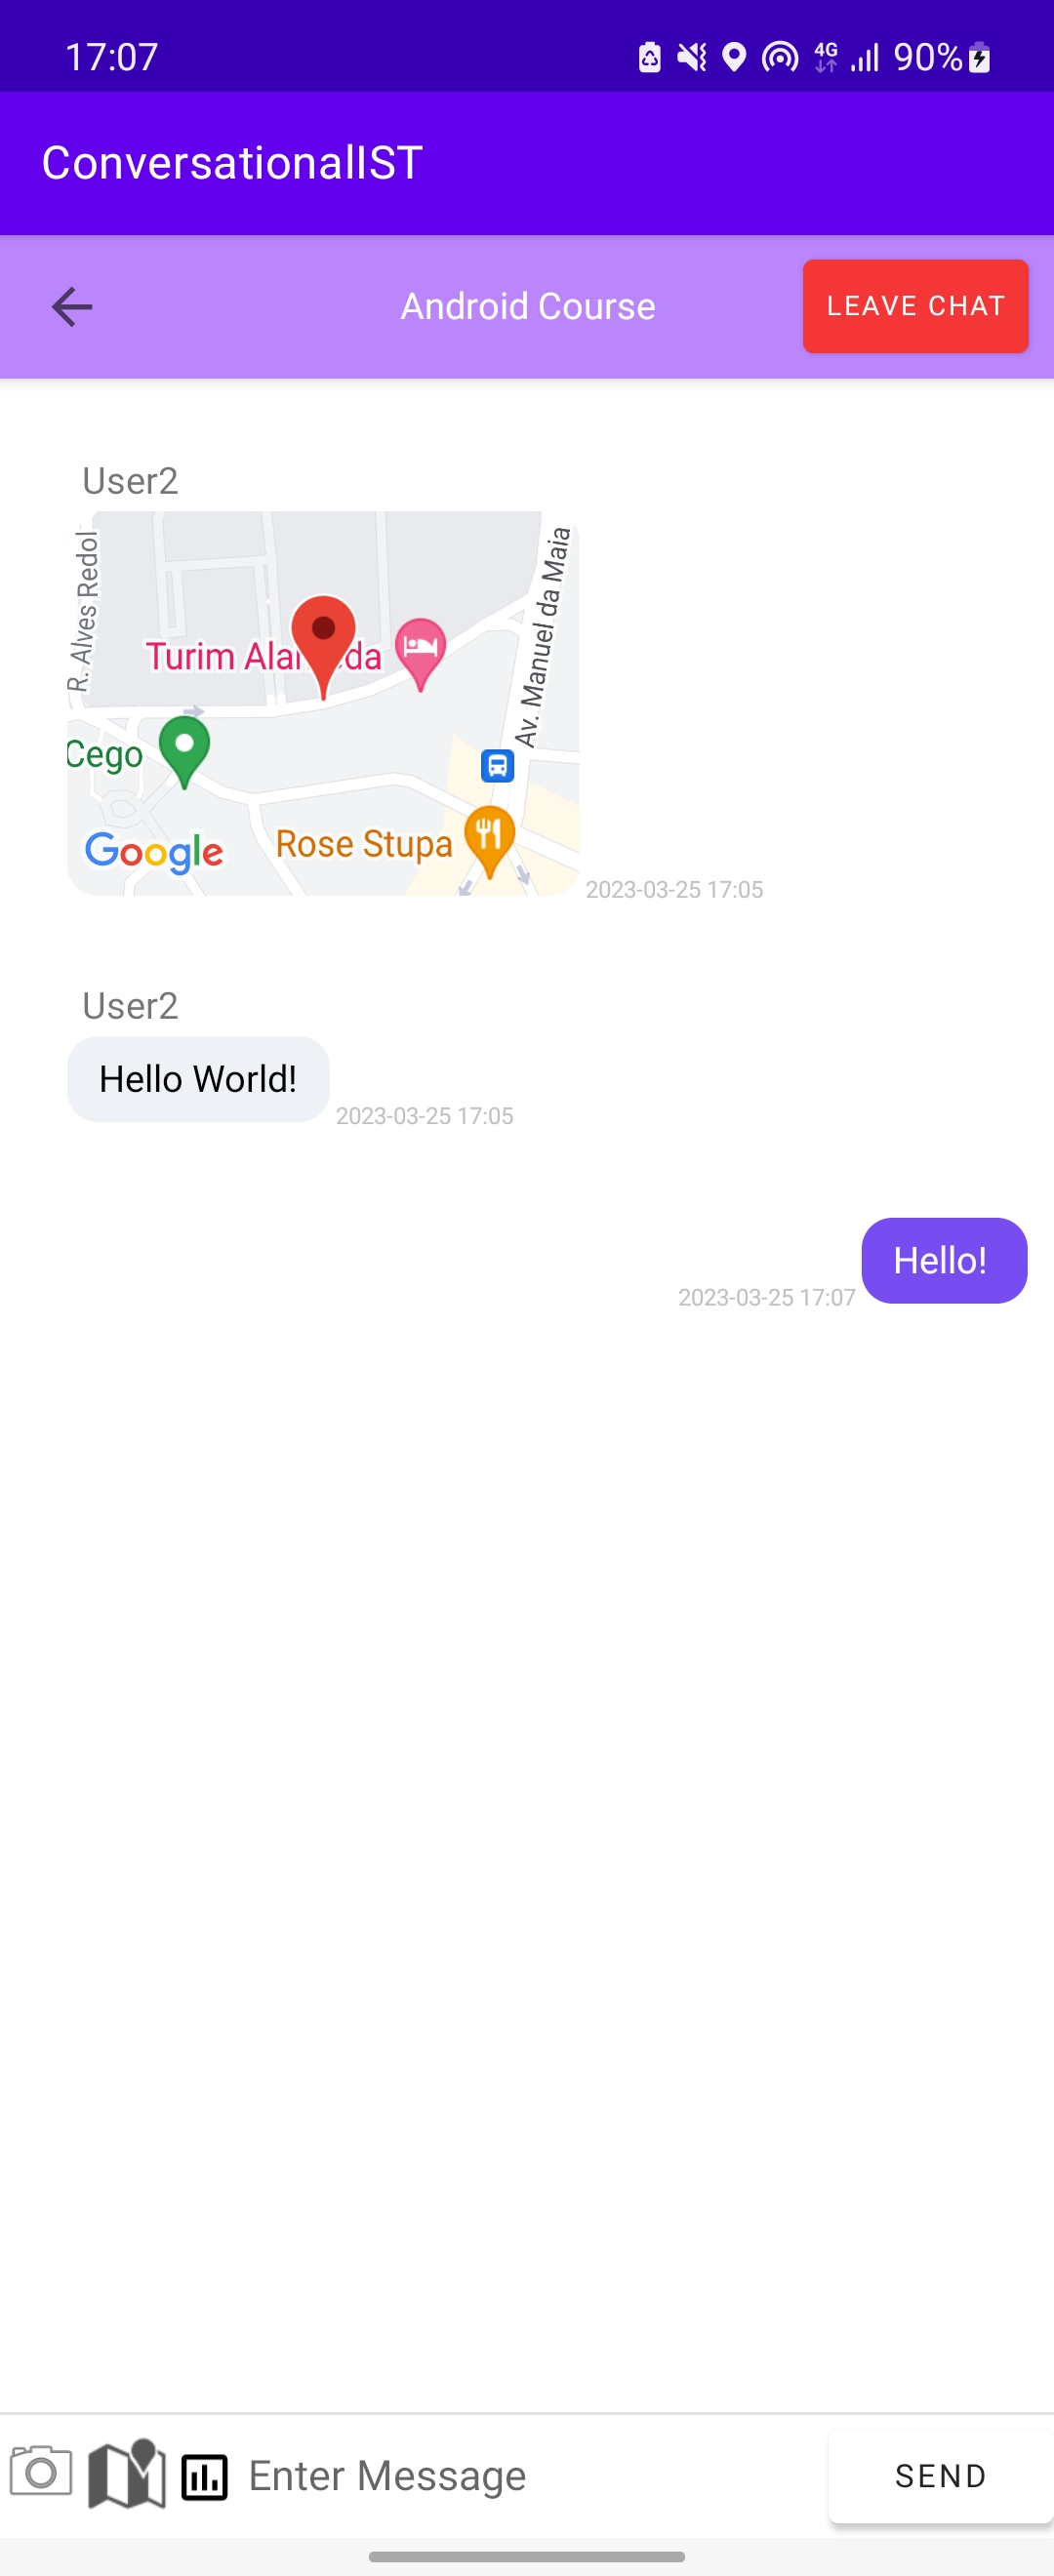 17:07
4G
90%
ConversationalIST
Android Course
LEAVE CHAT
User2
R. Alves Redol
Av. Manuel da Maia
Turim Ala
da
Cego
Rose Stupa
Google
2023-03-25 17:05
User2
Hello World!
2023-03-25 17:05
Hello!
2023-03-25 17:07
Enter Message
SEND